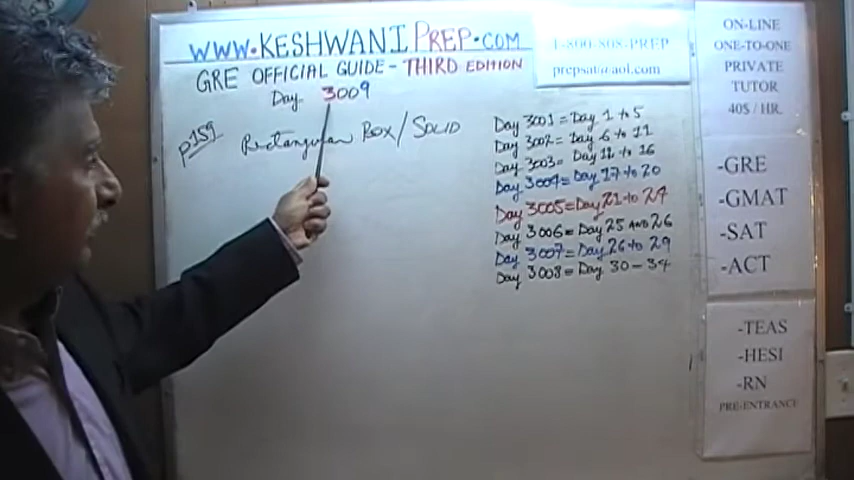 WWW.KESHWANIPREP.COM
GRE OFFICIAL GUIDE - THIRD EDITION
Day 3009
p159
Rectangular BOX/SOLID
1-800-808-PREP
prepsat@aol.com
Day 3001 = Day 1 to 5
Day 3002 = Day 6 to 11
Day 3003 = Day 12 to 16
Day 3004 = Day 17 to 20
Day 3005 = Day 21 to 24
Day 3006 = Day 25 AND 26
Day 3007 = Day 26 to 29
Day 3008 = Day 30 - 34
ON-LINE
ONE-TO-ONE
PRIVATE
TUTOR
40$ / HR.
-GRE
-GMAT
-SAT
-ACT
-TEAS
-HESI
-RN
PRE-ENTRANCE